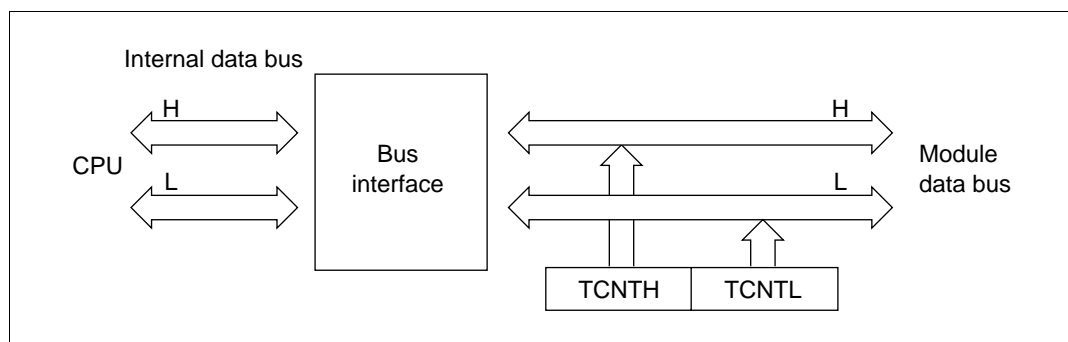 Internal data bus
H
H
CPU
Bus
interface
Module
data bus
L
L
TCNTH
TCNTL